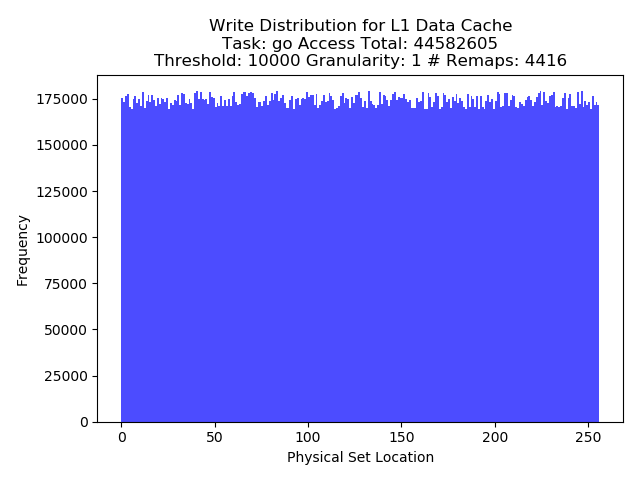 Write Distribution for L1 Data Cache
Task: go Access Total: 44582605
Threshold: 10000 Granularity: 1 # Remaps: 4416
175000
150000
125000
100000
75000
50000
25000
0
Frequency
0 50 100 150 200 250
Physical Set Location